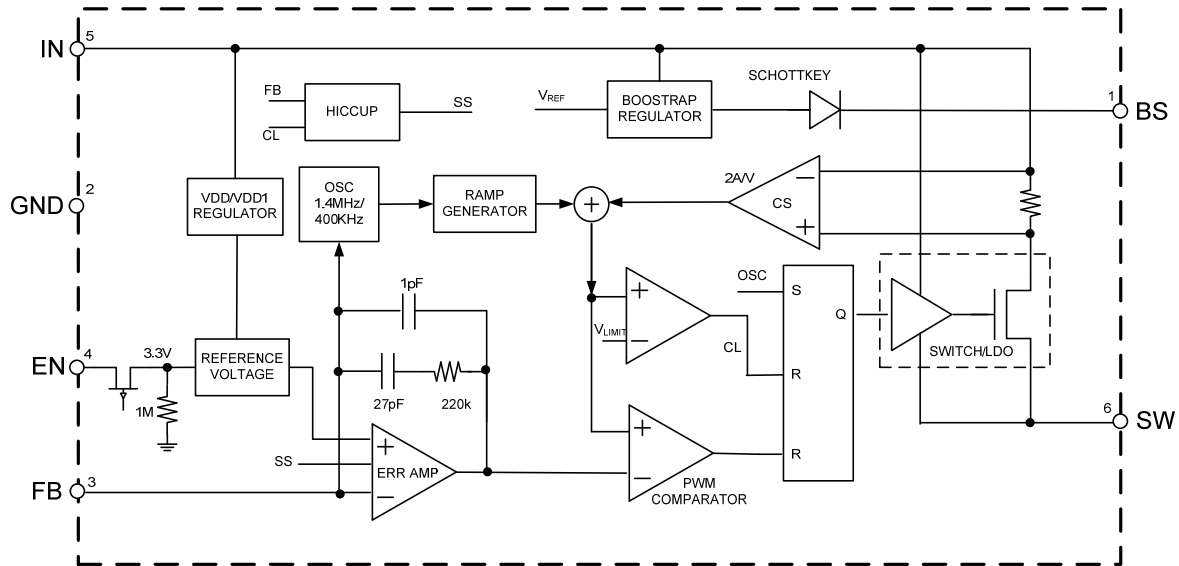 IN
5
FB
CL
HICCUP
SS
VREF
BOOSTRAP
REGULATOR
SCHOTTKEY
1
BS
GND
2
VDD/VDD1
REGULATOR
OSC
1.4MHz/
400KHz
RAMP
GENERATOR
+
2A/V
−
CS
+
1pF
27pF
220k
+
VLIMIT
−
CL
OSC
S
R
R
Q
SWITCH/LDO
EN
4
3.3V
1M
REFERENCE
VOLTAGE
SS
+
ERR AMP
−
+
−
PWM
COMPARATOR
6
SW
FB
3